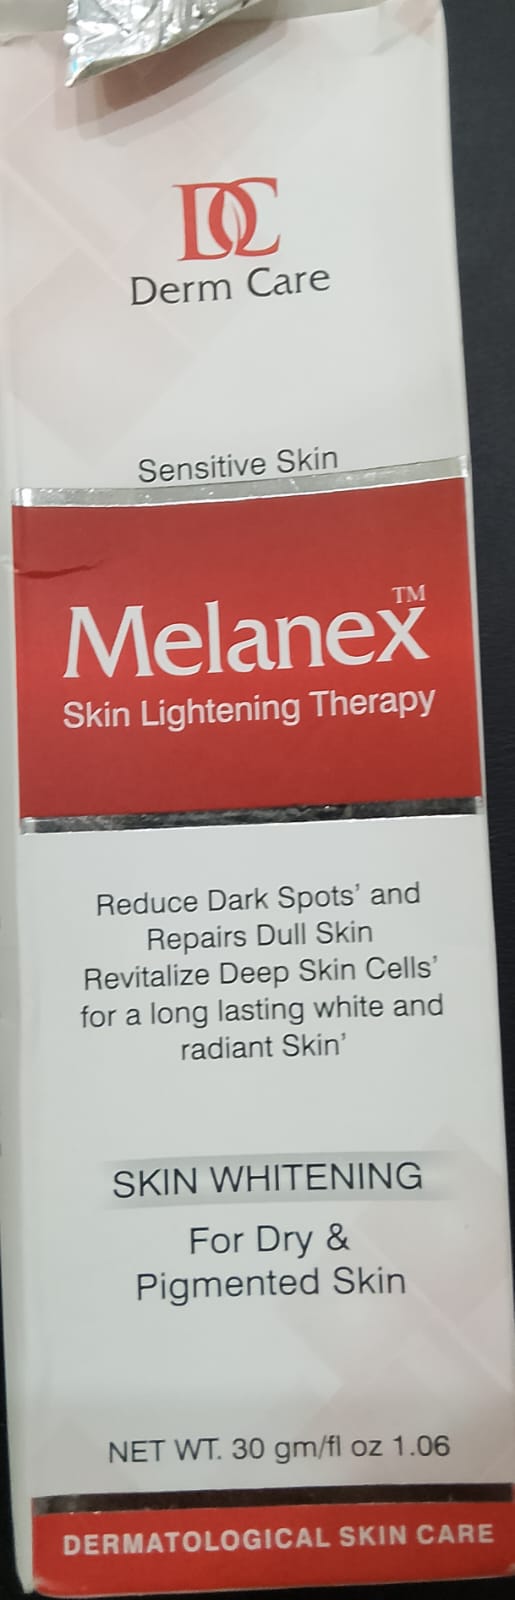 DC
Derm Care
Sensitive Skin
Melanex™
Skin Lightening Therapy
Reduce Dark Spots' and
Repairs Dull Skin
Revitalize Deep Skin Cells'
for a long lasting white and
radiant Skin'
SKIN WHITENING
For Dry &
Pigmented Skin
NET WT. 30 gm/fl oz 1.06
DERMATOLOGICAL SKIN CARE